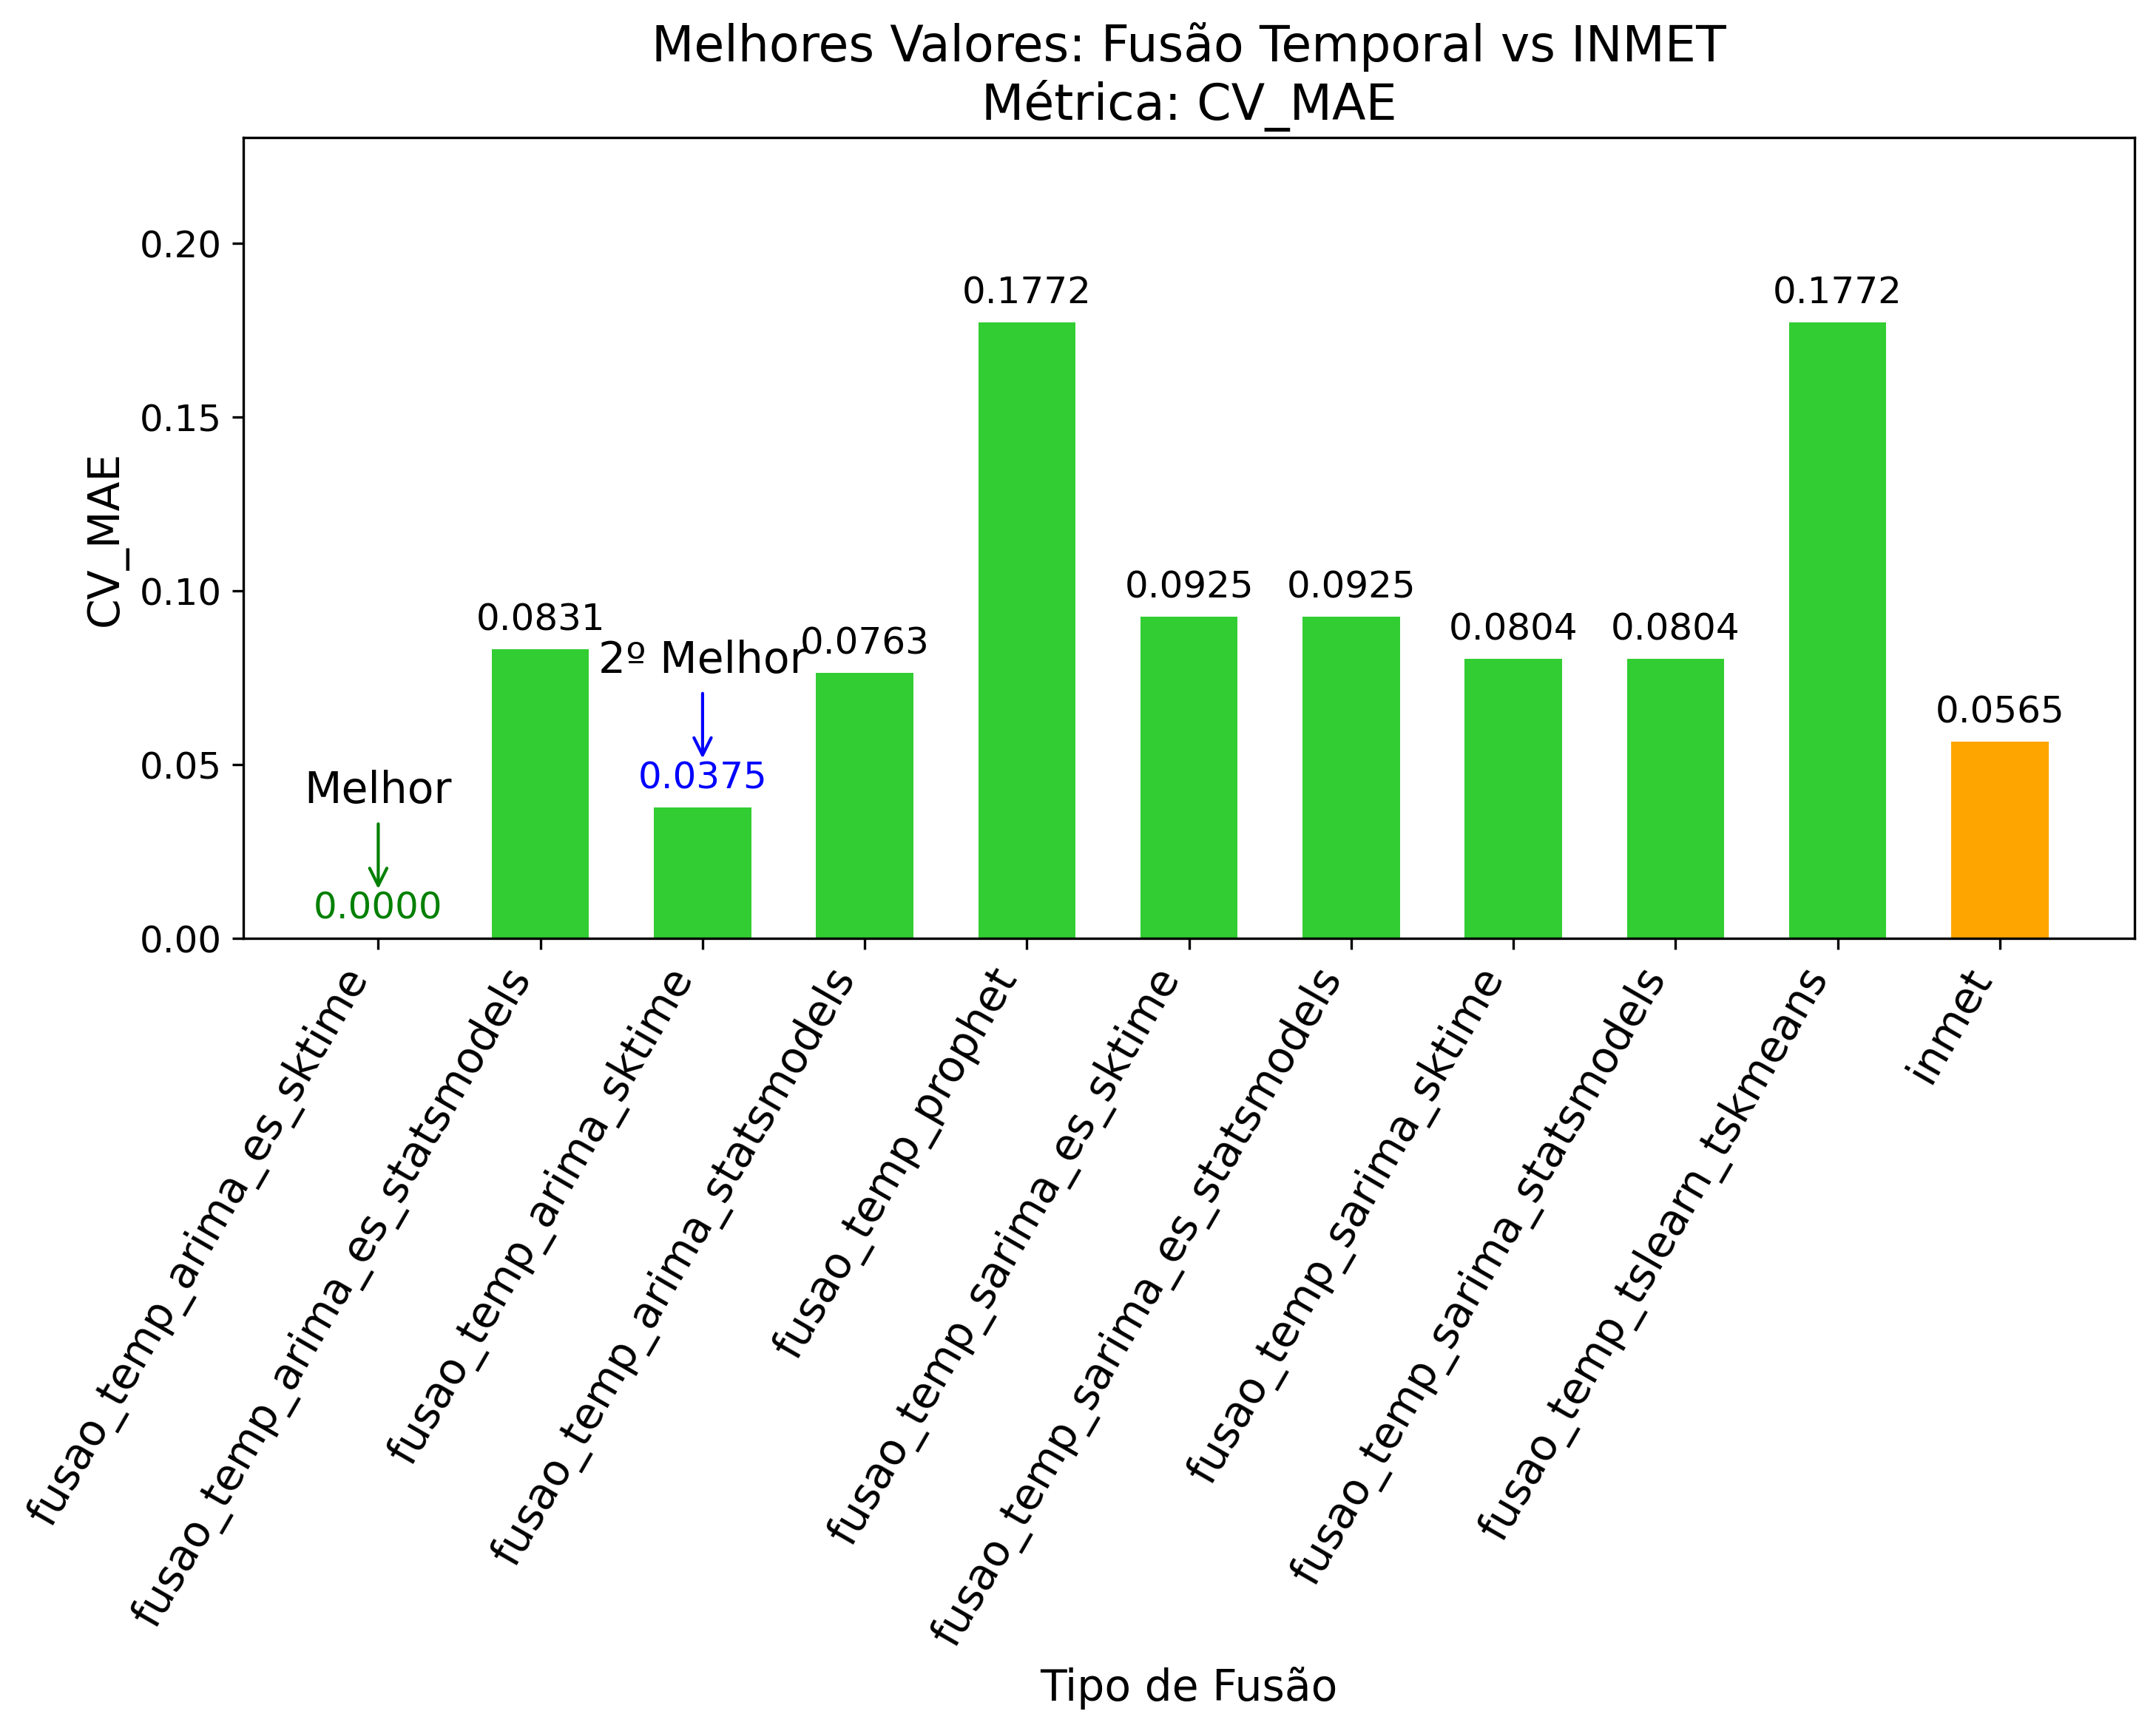 Melhores Valores: Fusão Temporal vs INMET
Métrica: CV_MAE
CV_MAE
0.20
0.15
0.10
0.05
0.00
Melhor
0.0000
0.0831
2º Melhor
0.0375
0.0763
0.1772
0.0925
0.0925
0.0804
0.0804
0.1772
0.0565
fusao_temp_arima_es_sktime
fusao_temp_arima_es_statsmodels
fusao_temp_arima_sktime
fusao_temp_arima_statsmodels
fusao_temp_prophet
fusao_temp_sarima_es_sktime
fusao_temp_sarima_es_statsmodels
fusao_temp_sarima_sktime
fusao_temp_sarima_statsmodels
fusao_temp_tslearn_tskmeans
inmet
Tipo de Fusão